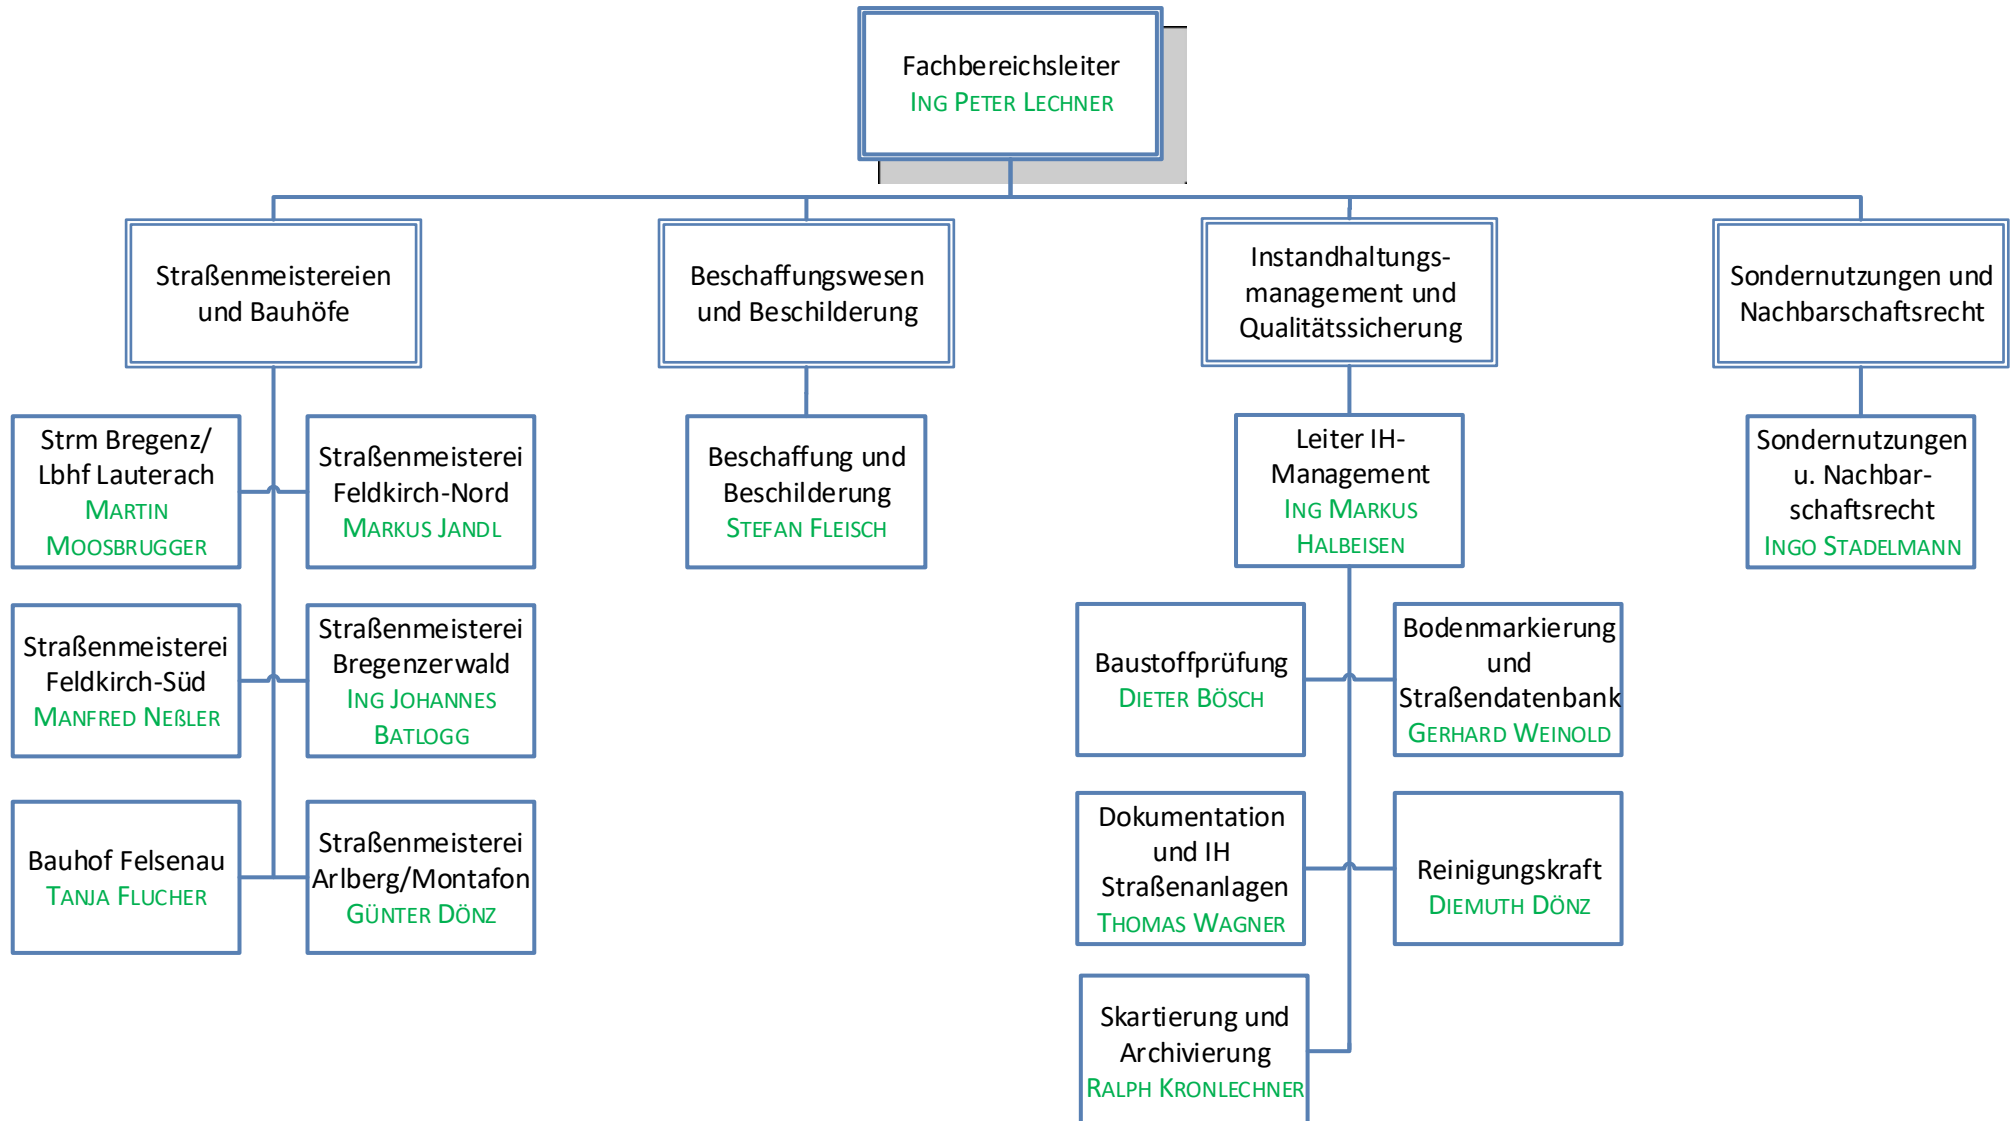 Fachbereichsleiter
ING PETER LECHNER
Straßenmeistereien
und Bauhöfe
Beschaffungswesen
und Beschilderung
Instandhaltungs-
management und
Qualitätssicherung
Sondernutzungen und
Nachbarschaftsrecht
Strm Bregenz/
Lbhf Lauterach
MARTIN
MOOSBRUGGER
Straßenmeisterei
Feldkirch-Nord
MARKUS JANDL
Beschaffung und
Beschilderung
STEFAN FLEISCH
Leiter IH-
Management
ING MARKUS
HALBEISEN
Sondernutzungen
u. Nachbar-
schaftsrecht
INGO STADELMANN
Straßenmeisterei
Feldkirch-Süd
MANFRED NEßLER
Straßenmeisterei
Bregenzerwald
ING JOHANNES
BATLOGG
Baustoffprüfung
DIETER BÖSCH
Bodenmarkierung
und
Straßendatenbank
GERHARD WEINOLD
Bauhof Felsenau
TANJA FLUCHER
Straßenmeisterei
Arlberg/Montafon
GÜNTER DÖNZ
Dokumentation
und IH
Straßenanlagen
THOMAS WAGNER
Reinigungskraft
DIEMUTH DÖNZ
Skartierung und
Archivierung
RALPH KRONLECHNER